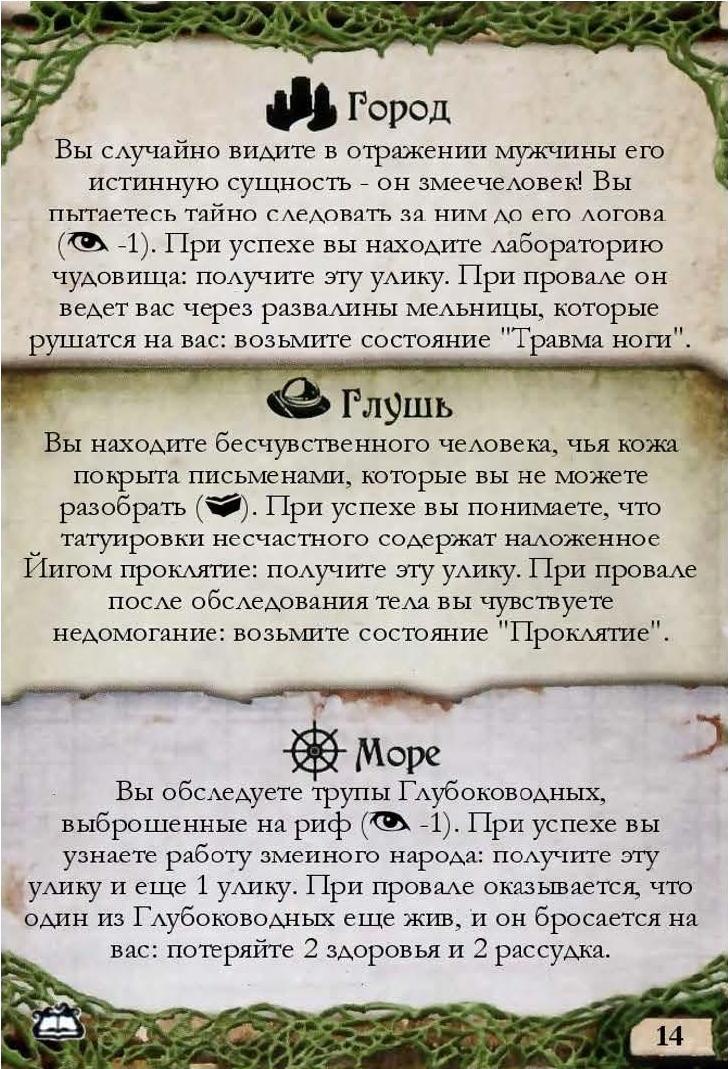 Город
Вы случайно видите в отражении мужчины его
истинную сущность - он змеечеловек! Вы
пытаетесь тайно следовать за ним до его логова
( -1). При успехе вы находите лабораторию
чудовища: получите эту улику. При провале он
ведет вас через развалины мельницы, которые
рушатся на вас: возьмите состояние "Травма ноги".
Глушь
Вы находите бесчувственного человека, чья кожа
покрыта письменами, которые вы не можете
разобрать ( ). При успехе вы понимаете, что
татуировки несчастного содержат наложенное
Йигом проклятие: получите эту улику. При провале
после обследования тела вы чувствуете
недомогание: возьмите состояние "Проклятие".
Море
Вы обследуете трупы Глубоководных,
выброшенные на риф ( -1). При успехе вы
узнаете работу змеиного народа: получите эту
улику и еще 1 улику. При провале оказывается, что
один из Глубоководных еще жив, и он бросается на
вас: потеряйте 2 здоровья и 2 рассудка.
14